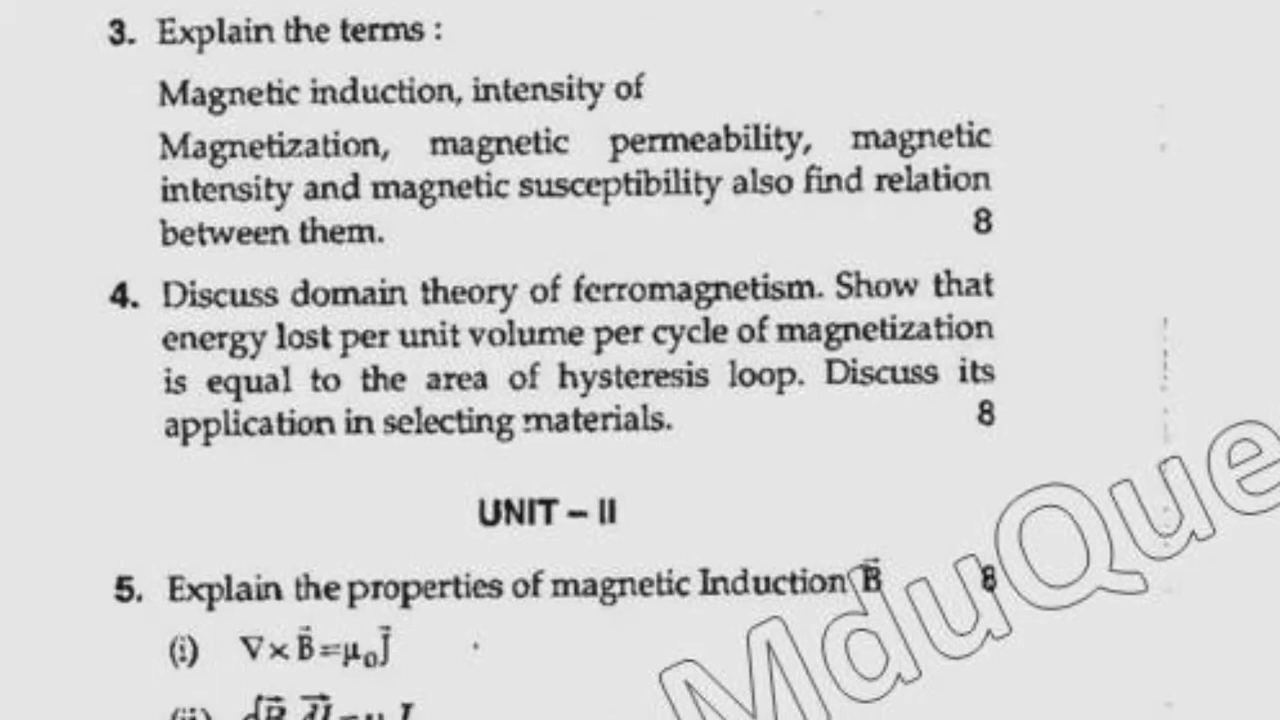 3. Explain the terms :
Magnetic induction, intensity of
Magnetization, magnetic permeability, magnetic
intensity and magnetic susceptibility also find relation
between them. 8
4. Discuss domain theory of ferromagnetism. Show that
energy lost per unit volume per cycle of magnetization
is equal to the area of hysteresis loop. Discuss its
application in selecting materials. 8
UNIT – II
5. Explain the properties of magnetic Induction B⃗ 8
(i) ∇×B⃗=μ₀J⃗
MduQue